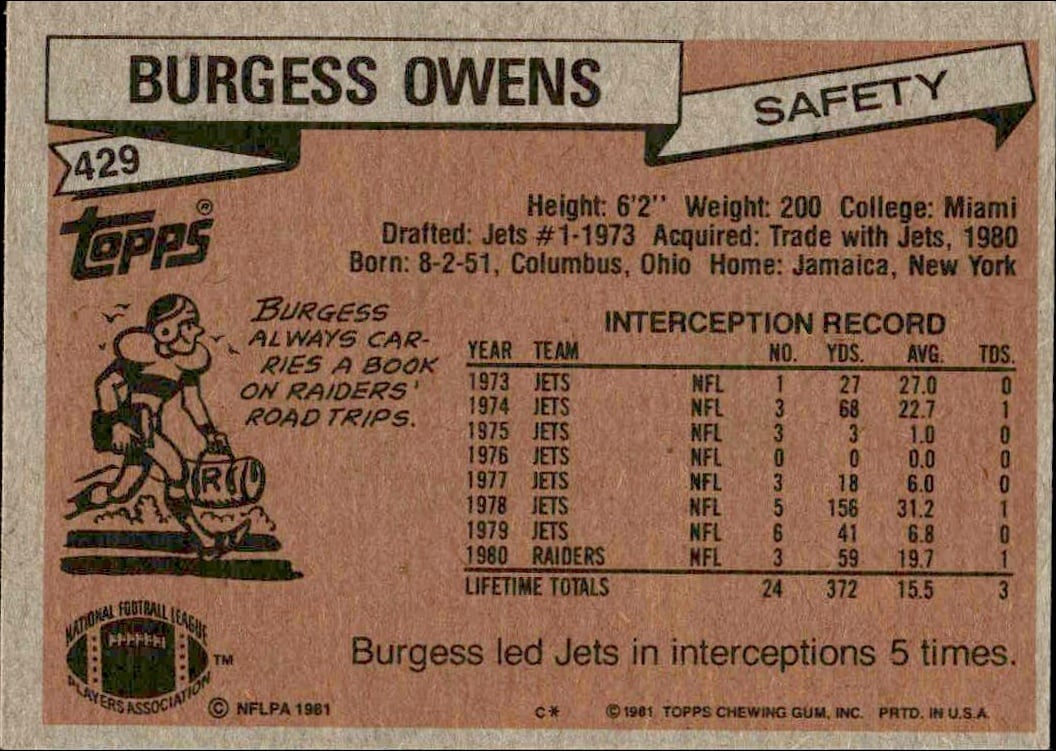 BURGESS OWENS
SAFETY
429
TOPPS®
Height: 6'2" Weight: 200 College: Miami
Drafted: Jets #1-1973 Acquired: Trade with Jets, 1980
Born: 8-2-51, Columbus, Ohio Home: Jamaica, New York
BURGESS
ALWAYS CAR-
RIES A BOOK
ON RAIDERS'
ROAD TRIPS.
R
INTERCEPTION RECORD
YEAR TEAM NO. YDS. AVG. TDS.
1973 JETS NFL 1 27 27.0 0
1974 JETS NFL 3 68 22.7 1
1975 JETS NFL 3 3 1.0 0
1976 JETS NFL 0 0 0.0 0
1977 JETS NFL 3 18 6.0 0
1978 JETS NFL 5 156 31.2 1
1979 JETS NFL 6 41 6.8 0
1980 RAIDERS NFL 3 59 19.7 1
LIFETIME TOTALS 24 372 15.5 3
Burgess led Jets in interceptions 5 times.
NATIONAL FOOTBALL LEAGUE
PLAYERS ASSOCIATION
TM
© NFLPA 1981
C*
©1981 TOPPS CHEWING GUM, INC. PRTD. IN U.S.A.